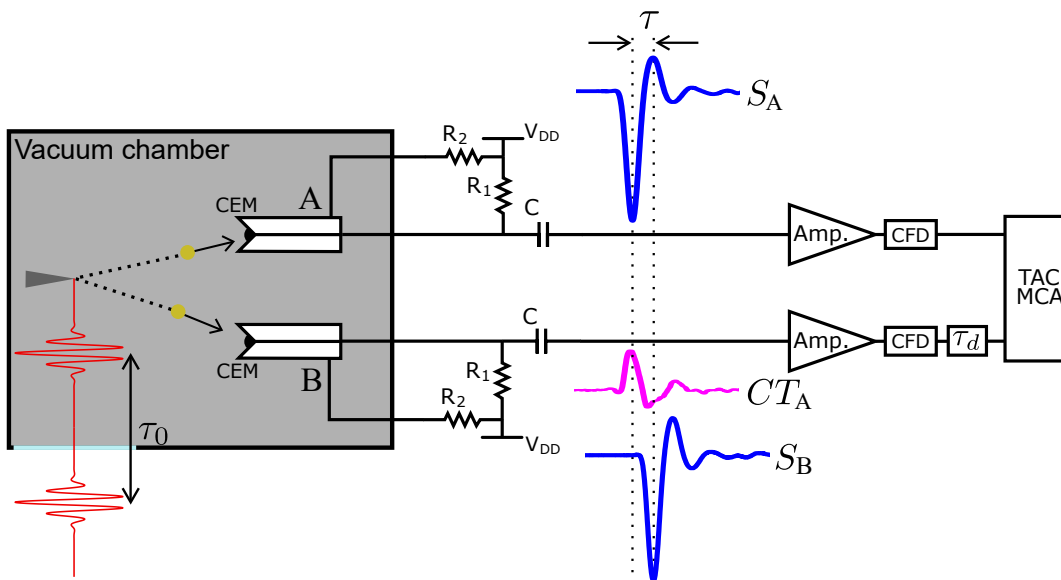 τ
S_A
Vacuum chamber
R₂
V_DD
R₁
A
CEM
C
Amp.
CFD
TAC
MCA
C
Amp.
CFD
τ_d
CEM
B
R₁
R₂
V_DD
CT_A
τ₀
S_B